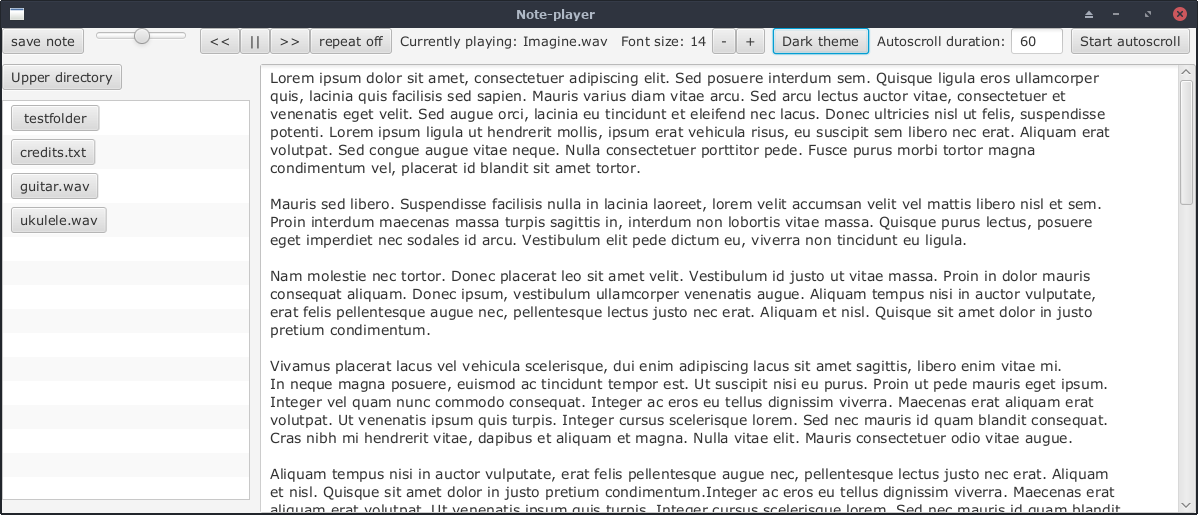 Note-player
save note << || >> repeat off Currently playing: Imagine.wav Font size: 14 - + Dark theme Autoscroll duration: 60 Start autoscroll
Upper directory
testfolder
credits.txt
guitar.wav
ukulele.wav
Lorem ipsum dolor sit amet, consectetuer adipiscing elit. Sed posuere interdum sem. Quisque ligula eros ullamcorper
quis, lacinia quis facilisis sed sapien. Mauris varius diam vitae arcu. Sed arcu lectus auctor vitae, consectetuer et
venenatis eget velit. Sed augue orci, lacinia eu tincidunt et eleifend nec lacus. Donec ultricies nisl ut felis, suspendisse
potenti. Lorem ipsum ligula ut hendrerit mollis, ipsum erat vehicula risus, eu suscipit sem libero nec erat. Aliquam erat
volutpat. Sed congue augue vitae neque. Nulla consectetuer porttitor pede. Fusce purus morbi tortor magna
condimentum vel, placerat id blandit sit amet tortor.
Mauris sed libero. Suspendisse facilisis nulla in lacinia laoreet, lorem velit accumsan velit vel mattis libero nisl et sem.
Proin interdum maecenas massa turpis sagittis in, interdum non lobortis vitae massa. Quisque purus lectus, posuere
eget imperdiet nec sodales id arcu. Vestibulum elit pede dictum eu, viverra non tincidunt eu ligula.
Nam molestie nec tortor. Donec placerat leo sit amet velit. Vestibulum id justo ut vitae massa. Proin in dolor mauris
consequat aliquam. Donec ipsum, vestibulum ullamcorper venenatis augue. Aliquam tempus nisi in auctor vulputate,
erat felis pellentesque augue nec, pellentesque lectus justo nec erat. Aliquam et nisl. Quisque sit amet dolor in justo
pretium condimentum.
Vivamus placerat lacus vel vehicula scelerisque, dui enim adipiscing lacus sit amet sagittis, libero enim vitae mi.
In neque magna posuere, euismod ac tincidunt tempor est. Ut suscipit nisi eu purus. Proin ut pede mauris eget ipsum.
Integer vel quam nunc commodo consequat. Integer ac eros eu tellus dignissim viverra. Maecenas erat aliquam erat
volutpat. Ut venenatis ipsum quis turpis. Integer cursus scelerisque lorem. Sed nec mauris id quam blandit consequat.
Cras nibh mi hendrerit vitae, dapibus et aliquam et magna. Nulla vitae elit. Mauris consectetuer odio vitae augue.
Aliquam tempus nisi in auctor vulputate, erat felis pellentesque augue nec, pellentesque lectus justo nec erat. Aliquam
et nisl. Quisque sit amet dolor in justo pretium condimentum.Integer ac eros eu tellus dignissim viverra. Maecenas erat
aliquam erat volutpat. Ut venenatis ipsum quis turpis. Integer cursus scelerisque lorem. Sed nec mauris id quam blandit